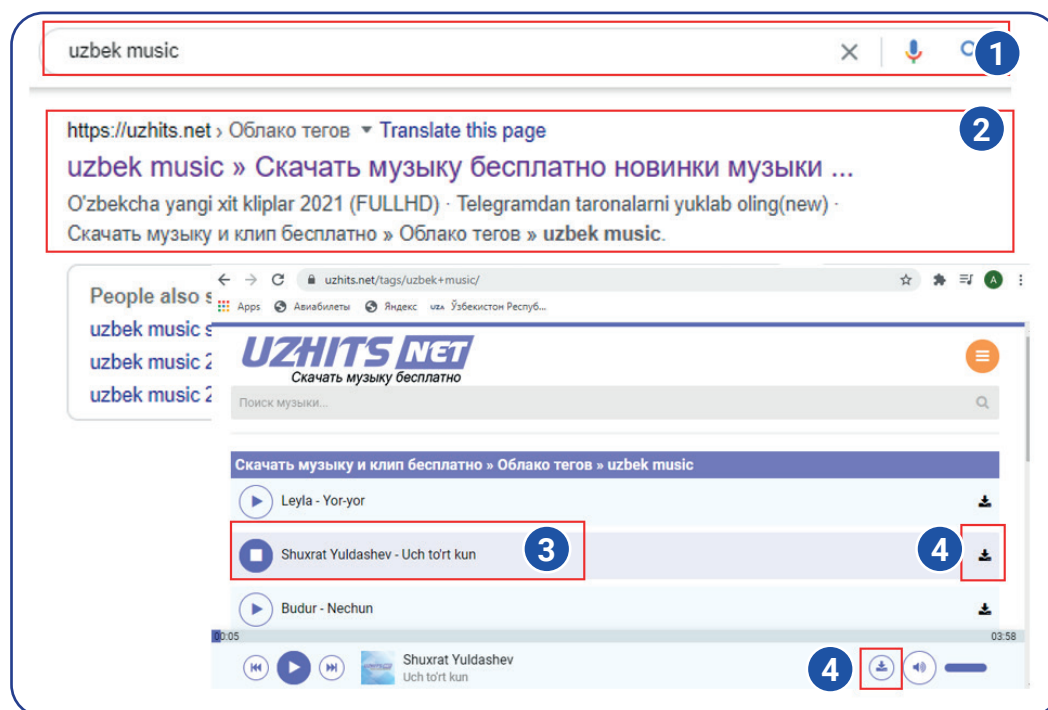 uzbek music
1
https://uzhits.net › Облако тегов ▼ Translate this page
2
uzbek music » Скачать музыку бесплатно новинки музыки ...
O'zbekcha yangi xit kliplar 2021 (FULLHD) · Telegramdan taronalarni yuklab oling(new) ·
Скачать музыку и клип бесплатно » Облако тегов » uzbek music.
People also s
uzbek music s
uzbek music 2
uzbek music 2
uzhits.net/tags/uzbek+music/
A
Apps Авиабилеты Яндекс UZA Ўзбекистон Респуб...
UZHITS NET
Скачать музыку бесплатно
Поиск музыки...
Скачать музыку и клип бесплатно » Облако тегов » uzbek music
Leyla - Yor-yor
Shuxrat Yuldashev - Uch to'rt kun
3
4
Budur - Nechun
00:05
03:58
Shuxrat Yuldashev
Uch to'rt kun
4